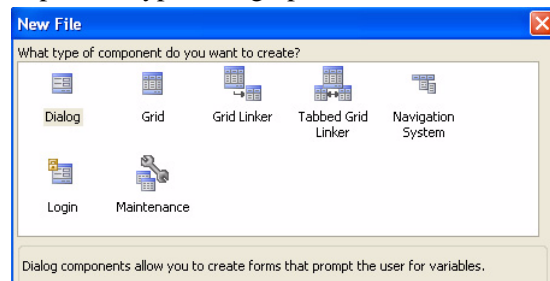 New File
What type of component do you want to create?
Dialog
Grid
Grid Linker
Tabbed Grid
Linker
Navigation
System
Login
Maintenance
Dialog components allow you to create forms that prompt the user for variables.